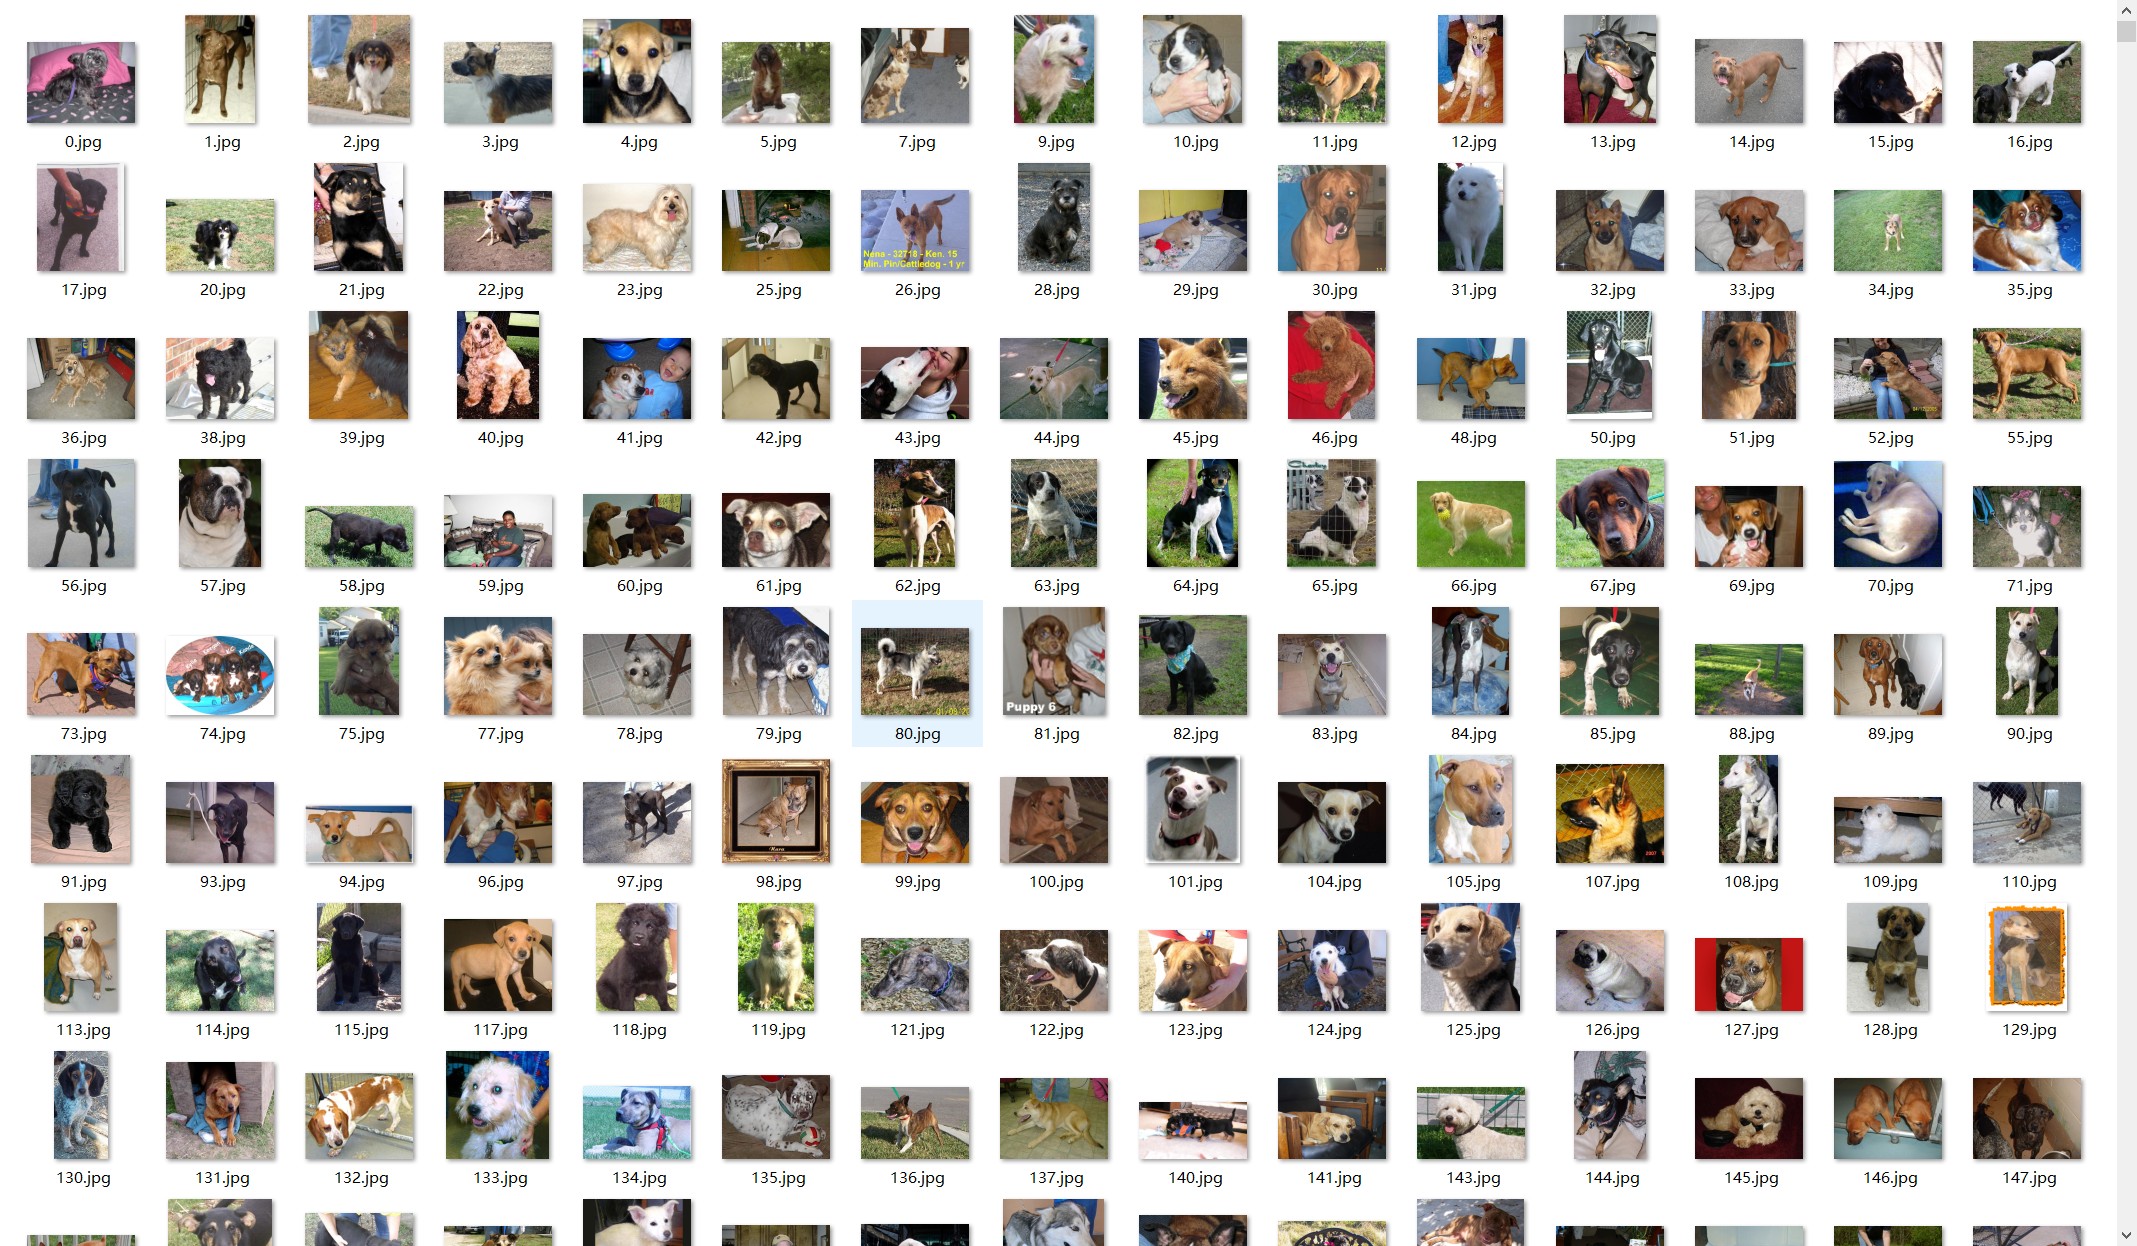 0.jpg 1.jpg 2.jpg 3.jpg 4.jpg 5.jpg 7.jpg 9.jpg 10.jpg 11.jpg 12.jpg 13.jpg 14.jpg 15.jpg 16.jpg
Nena - 32718 - Ken. 15
Min. Pin/Cattledog - 1 yr
17.jpg 20.jpg 21.jpg 22.jpg 23.jpg 25.jpg 26.jpg 28.jpg 29.jpg 30.jpg 31.jpg 32.jpg 33.jpg 34.jpg 35.jpg
36.jpg 38.jpg 39.jpg 40.jpg 41.jpg 42.jpg 43.jpg 44.jpg 45.jpg 46.jpg 48.jpg 50.jpg 51.jpg 52.jpg 55.jpg
56.jpg 57.jpg 58.jpg 59.jpg 60.jpg 61.jpg 62.jpg 63.jpg 64.jpg 65.jpg 66.jpg 67.jpg 69.jpg 70.jpg 71.jpg
Puppy 6
73.jpg 74.jpg 75.jpg 77.jpg 78.jpg 79.jpg 80.jpg 81.jpg 82.jpg 83.jpg 84.jpg 85.jpg 88.jpg 89.jpg 90.jpg
2007
91.jpg 93.jpg 94.jpg 96.jpg 97.jpg 98.jpg 99.jpg 100.jpg 101.jpg 104.jpg 105.jpg 107.jpg 108.jpg 109.jpg 110.jpg
113.jpg 114.jpg 115.jpg 117.jpg 118.jpg 119.jpg 121.jpg 122.jpg 123.jpg 124.jpg 125.jpg 126.jpg 127.jpg 128.jpg 129.jpg
130.jpg 131.jpg 132.jpg 133.jpg 134.jpg 135.jpg 136.jpg 137.jpg 140.jpg 141.jpg 143.jpg 144.jpg 145.jpg 146.jpg 147.jpg